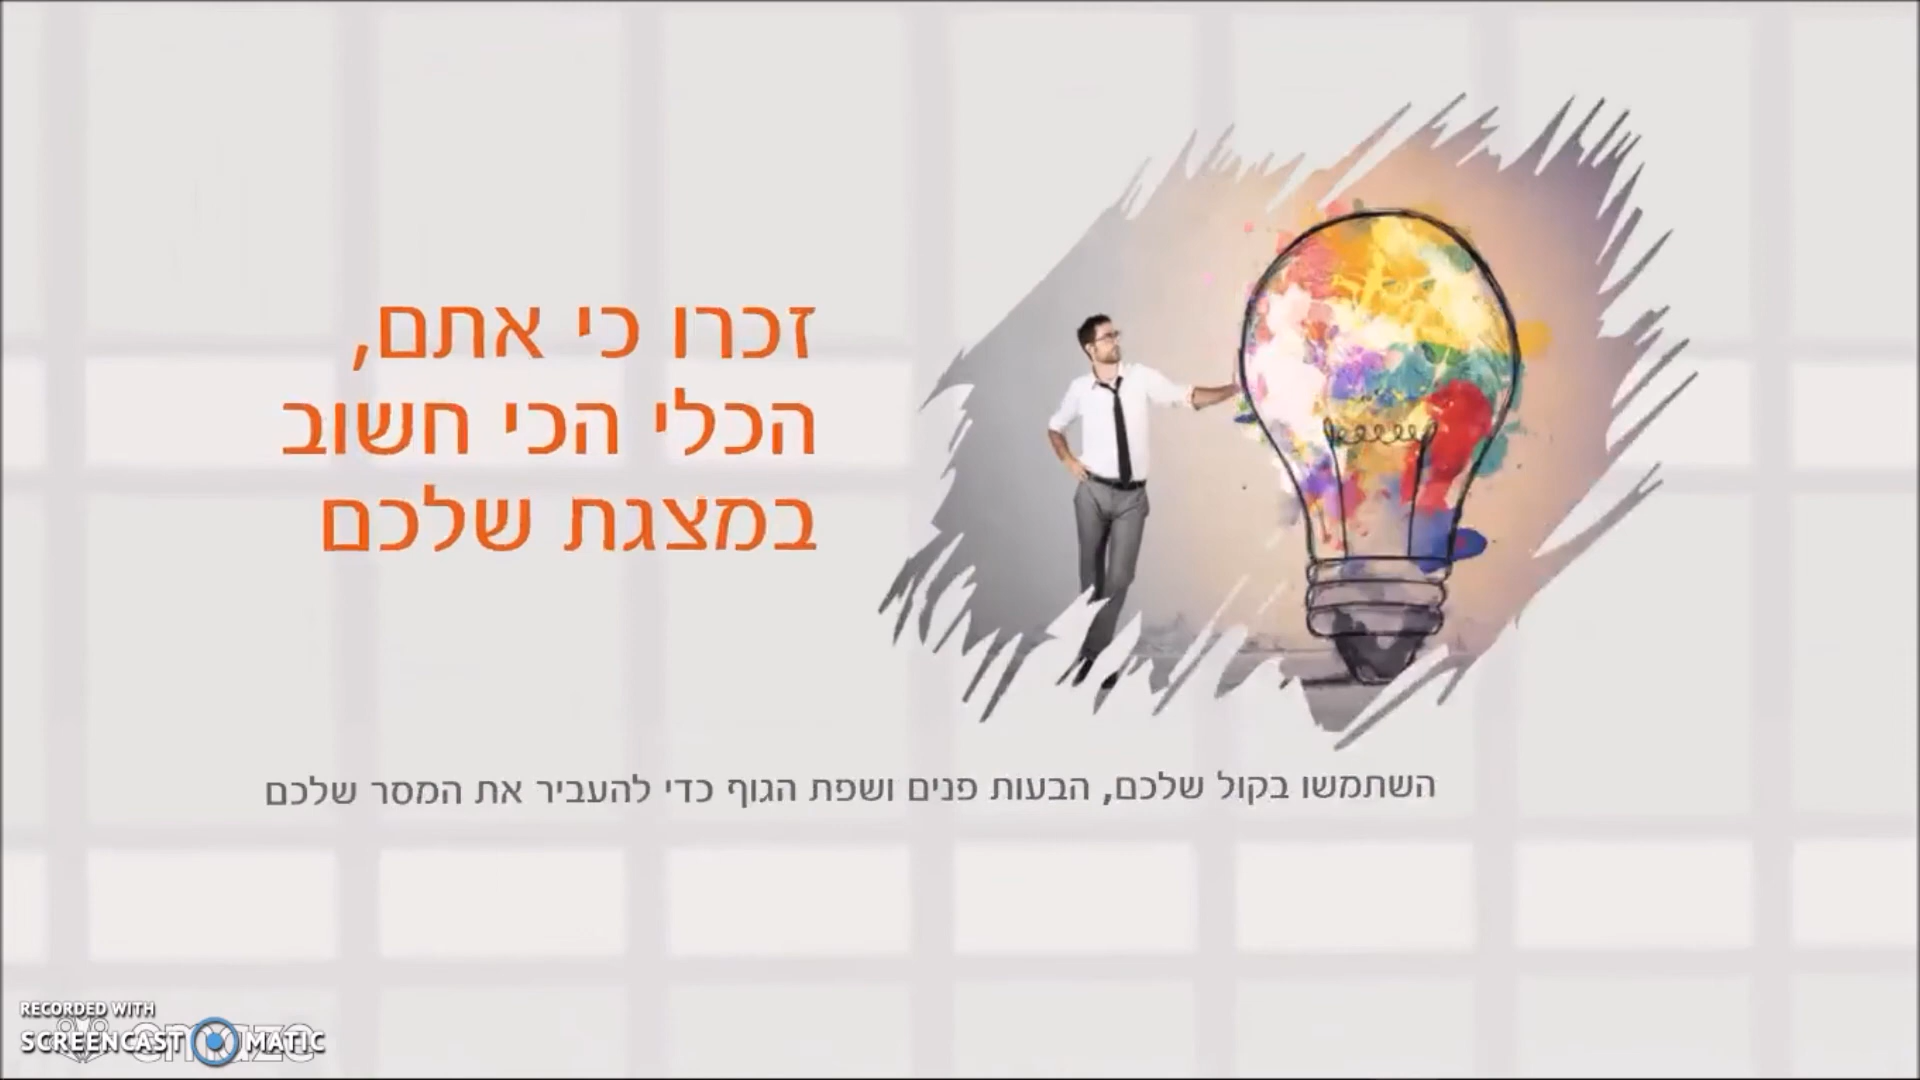 זכרו כי אתם,
הכלי הכי חשוב
במצגת שלכם
השתמשו בקול שלכם, הבעות פנים ושפת הגוף כדי להעביר את המסר שלכם
RECORDED WITH
SCREENCAST MATIC
emaze